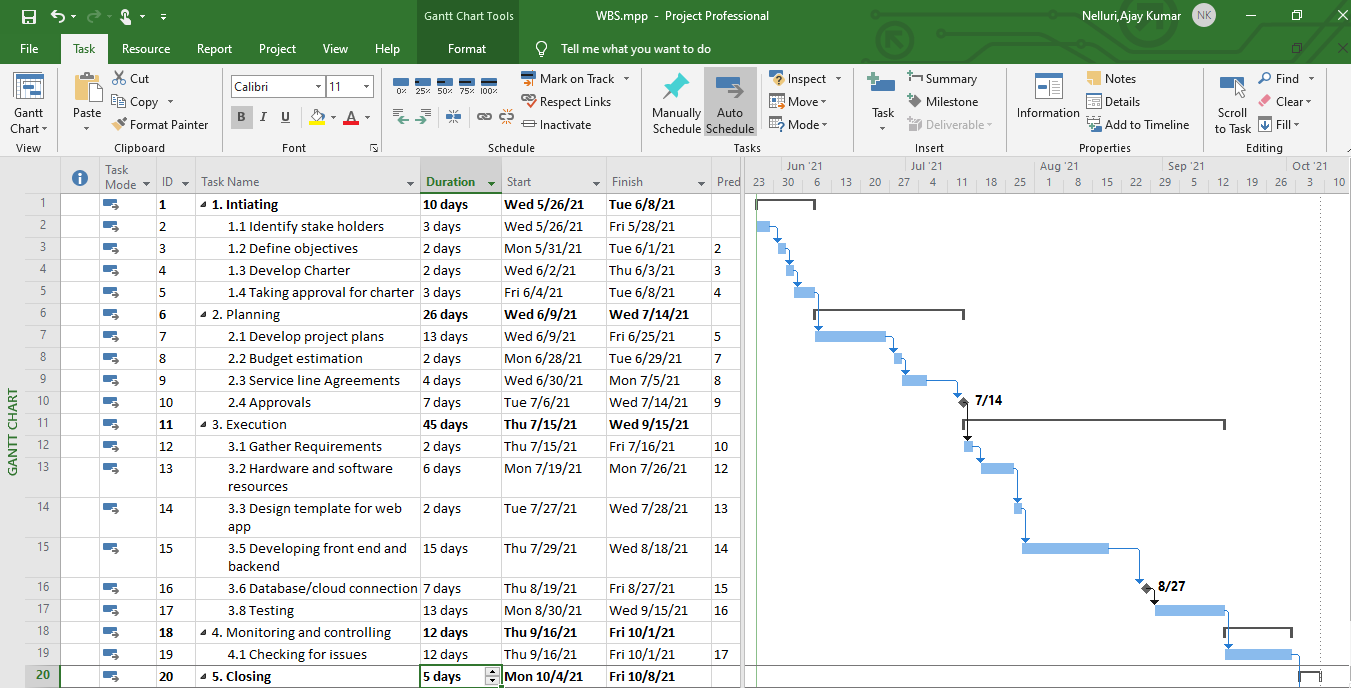 Gantt Chart Tools
WBS.mpp - Project Professional
Nelluri,Ajay Kumar
NK
File Task Resource Report Project View Help Format Tell me what you want to do
Gantt Chart
View
Paste
Cut
Copy
Format Painter
Clipboard
Calibri 11
B I U A
Font
0% 25% 50% 75% 100%
Mark on Track
Respect Links
Inactivate
Schedule
Manually Schedule
Auto Schedule
Inspect
Move
Mode
Tasks
Task
Summary
Milestone
Deliverable
Insert
Information
Notes
Details
Add to Timeline
Properties
Scroll to Task
Find
Clear
Fill
Editing
Task Mode ID Task Name Duration Start Finish Pred
Jun '21 Jul '21 Aug '21 Sep '21 Oct '21
23 30 6 13 20 27 4 11 18 25 1 8 15 22 29 5 12 19 26 3 10
GANTT CHART
1 1 1. Intiating 10 days Wed 5/26/21 Tue 6/8/21
2 2 1.1 Identify stake holders 3 days Wed 5/26/21 Fri 5/28/21
3 3 1.2 Define objectives 2 days Mon 5/31/21 Tue 6/1/21 2
4 4 1.3 Develop Charter 2 days Wed 6/2/21 Thu 6/3/21 3
5 5 1.4 Taking approval for charter 3 days Fri 6/4/21 Tue 6/8/21 4
6 6 2. Planning 26 days Wed 6/9/21 Wed 7/14/21
7 7 2.1 Develop project plans 13 days Wed 6/9/21 Fri 6/25/21 5
8 8 2.2 Budget estimation 2 days Mon 6/28/21 Tue 6/29/21 7
9 9 2.3 Service line Agreements 4 days Wed 6/30/21 Mon 7/5/21 8
10 10 2.4 Approvals 7 days Tue 7/6/21 Wed 7/14/21 9 7/14
11 11 3. Execution 45 days Thu 7/15/21 Wed 9/15/21
12 12 3.1 Gather Requirements 2 days Thu 7/15/21 Fri 7/16/21 10
13 13 3.2 Hardware and software 6 days Mon 7/19/21 Mon 7/26/21 12
resources
14 14 3.3 Design template for web 2 days Tue 7/27/21 Wed 7/28/21 13
app
15 15 3.5 Developing front end and 15 days Thu 7/29/21 Wed 8/18/21 14
backend
16 16 3.6 Database/cloud connection 7 days Thu 8/19/21 Fri 8/27/21 15 8/27
17 17 3.8 Testing 13 days Mon 8/30/21 Wed 9/15/21 16
18 18 4. Monitoring and controlling 12 days Thu 9/16/21 Fri 10/1/21
19 19 4.1 Checking for issues 12 days Thu 9/16/21 Fri 10/1/21 17
20 20 5. Closing 5 days Mon 10/4/21 Fri 10/8/21